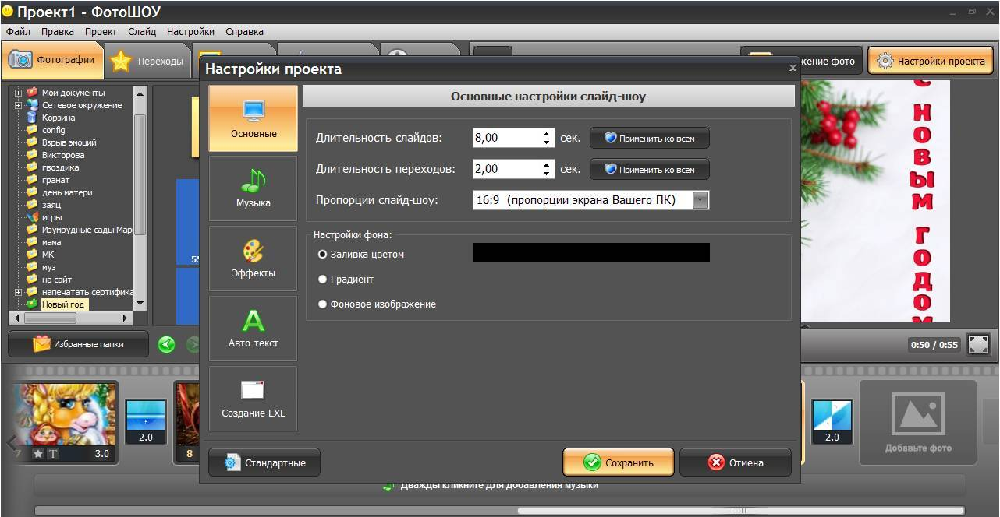 Проект1 - ФотоШОУ
Файл Правка Проект Слайд Настройки Справка
Фотографии
Переходы
жение фото
Настройки проекта
Настройки проекта
x
Мои документы
Сетевое окружение
Корзина
config
Взрыв эмоций
Викторова
гвоздика
гранат
день матери
заяц
игры
Изумрудные сады Мар
мама
МК
муз
на сайт
напечатать сертифика
Новый год
Избранные папки
55
Основные
Музыка
Эффекты
Авто-текст
Создание EXE
Основные настройки слайд-шоу
Длительность слайдов: 8,00 сек. Применить ко всем
Длительность переходов: 2,00 сек. Применить ко всем
Пропорции слайд-шоу: 16:9 (пропорции экрана Вашего ПК)
Настройки фона:
Заливка цветом
Градиент
Фоновое изображение
Стандартные
Сохранить
Отмена
С НОВЫМ ГОДОМ
0:50 / 0:55
7 T 3.0
2.0
8
2.0
Добавьте фото
Дважды кликните для добавления музыки